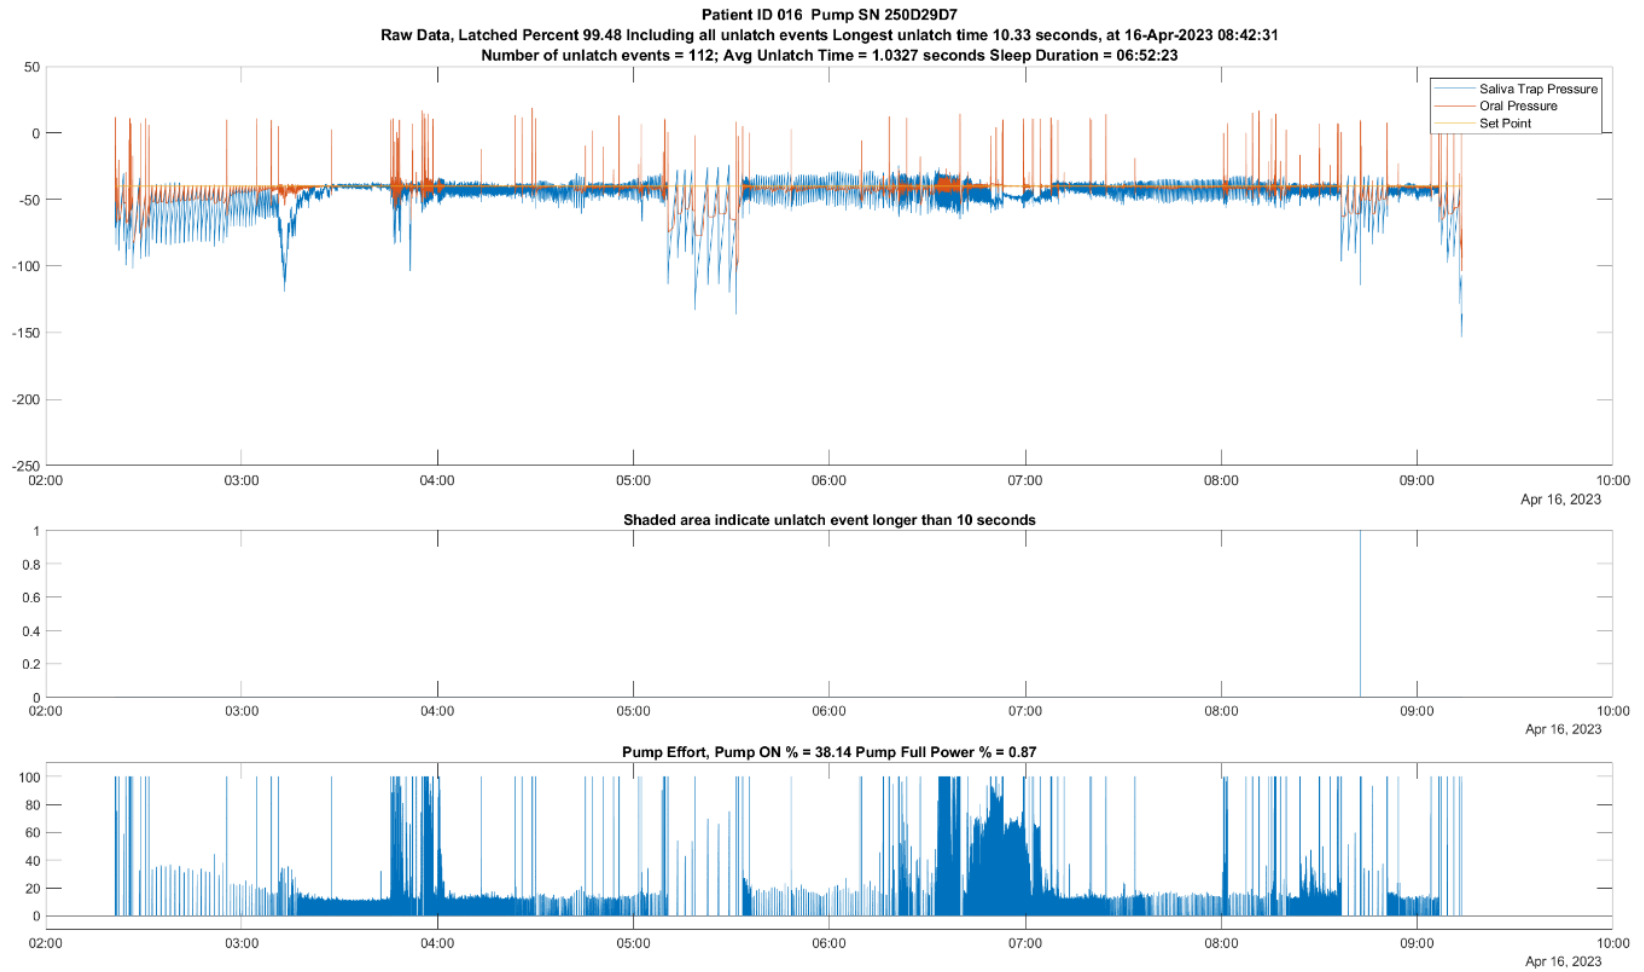 Patient ID 016 Pump SN 250D29D7
Raw Data, Latched Percent 99.48 Including all unlatch events Longest unlatch time 10.33 seconds, at 16-Apr-2023 08:42:31
Number of unlatch events = 112; Avg Unlatch Time = 1.0327 seconds Sleep Duration = 06:52:23
50
0
-50
-100
-150
-200
-250
Saliva Trap Pressure
Oral Pressure
Set Point
02:00 03:00 04:00 05:00 06:00 07:00 08:00 09:00 10:00
Apr 16, 2023
Shaded area indicate unlatch event longer than 10 seconds
1
0.8
0.6
0.4
0.2
0
02:00 03:00 04:00 05:00 06:00 07:00 08:00 09:00 10:00
Apr 16, 2023
Pump Effort, Pump ON % = 38.14 Pump Full Power % = 0.87
100
80
60
40
20
0
02:00 03:00 04:00 05:00 06:00 07:00 08:00 09:00 10:00
Apr 16, 2023